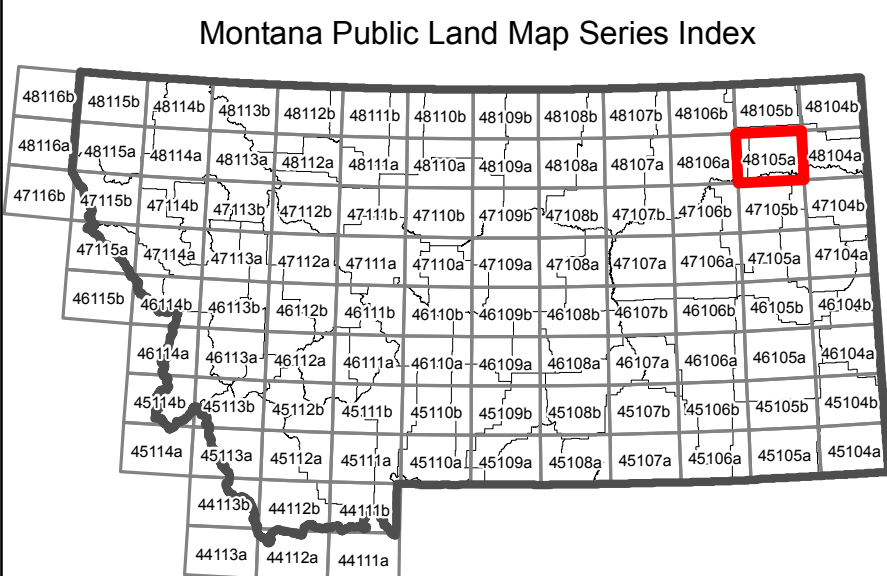 Montana Public Land Map Series Index
48116b 48115b 48114b 48113b 48112b 48111b 48110b 48109b 48108b 48107b 48106b 48105b 48104b
48116a 48115a 48114a 48113a 48112a 48111a 48110a 48109a 48108a 48107a 48106a 48105a 48104a
47116b 47115b 47114b 47113b 47112b 47111b 47110b 47109b 47108b 47107b 47106b 47105b 47104b
47115a 47114a 47113a 47112a 47111a 47110a 47109a 47108a 47107a 47106a 47105a 47104a
46115b 46114b 46113b 46112b 46111b 46110b 46109b 46108b 46107b 46106b 46105b 46104b
46114a 46113a 46112a 46111a 46110a 46109a 46108a 46107a 46106a 46105a 46104a
45114b 45113b 45112b 45111b 45110b 45109b 45108b 45107b 45106b 45105b 45104b
45114a 45113a 45112a 45111a 45110a 45109a 45108a 45107a 45106a 45105a 45104a
44113b 44112b 44111b
44113a 44112a 44111a